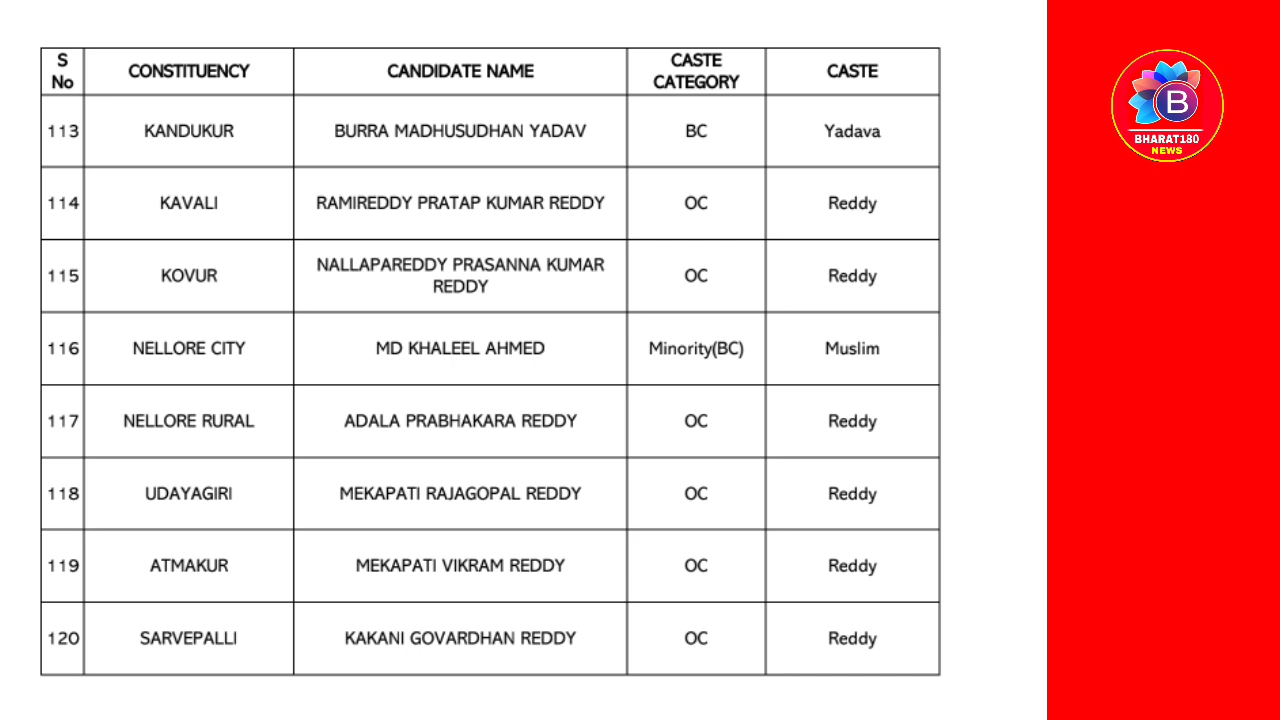 S No CONSTITUENCY CANDIDATE NAME CASTE CATEGORY CASTE
113 KANDUKUR BURRA MADHUSUDHAN YADAV BC Yadava
114 KAVALI RAMIREDDY PRATAP KUMAR REDDY OC Reddy
115 KOVUR NALLAPAREDDY PRASANNA KUMAR REDDY OC Reddy
116 NELLORE CITY MD KHALEEL AHMED Minority(BC) Muslim
117 NELLORE RURAL ADALA PRABHAKARA REDDY OC Reddy
118 UDAYAGIRI MEKAPATI RAJAGOPAL REDDY OC Reddy
119 ATMAKUR MEKAPATI VIKRAM REDDY OC Reddy
120 SARVEPALLI KAKANI GOVARDHAN REDDY OC Reddy
B
BHARAT180
NEWS